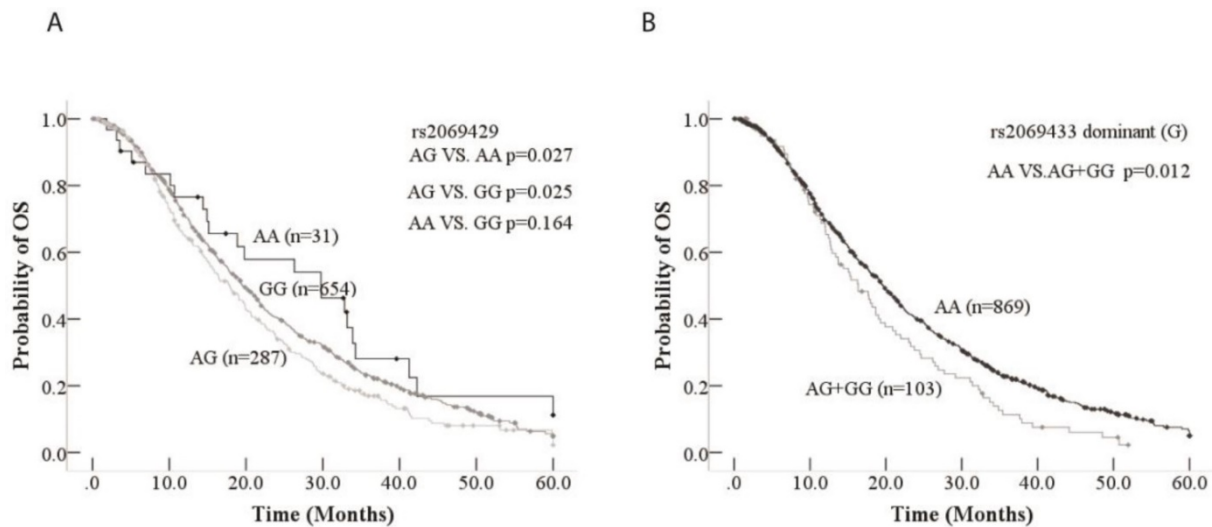 A
rs2069429
AG VS. AA p=0.027
AG VS. GG p=0.025
AA VS. GG p=0.164
AA (n=31)
GG (n=654)
AG (n=287)
Probability of OS
1.0
0.8
0.6
0.4
0.2
0.0
.0 10.0 20.0 30.0 40.0 50.0 60.0
Time (Months)
B
rs2069433 dominant (G)
AA VS.AG+GG p=0.012
AA (n=869)
AG+GG (n=103)
Probability of OS
1.0
0.8
0.6
0.4
0.2
0.0
.0 10.0 20.0 30.0 40.0 50.0 60.0
Time (Months)